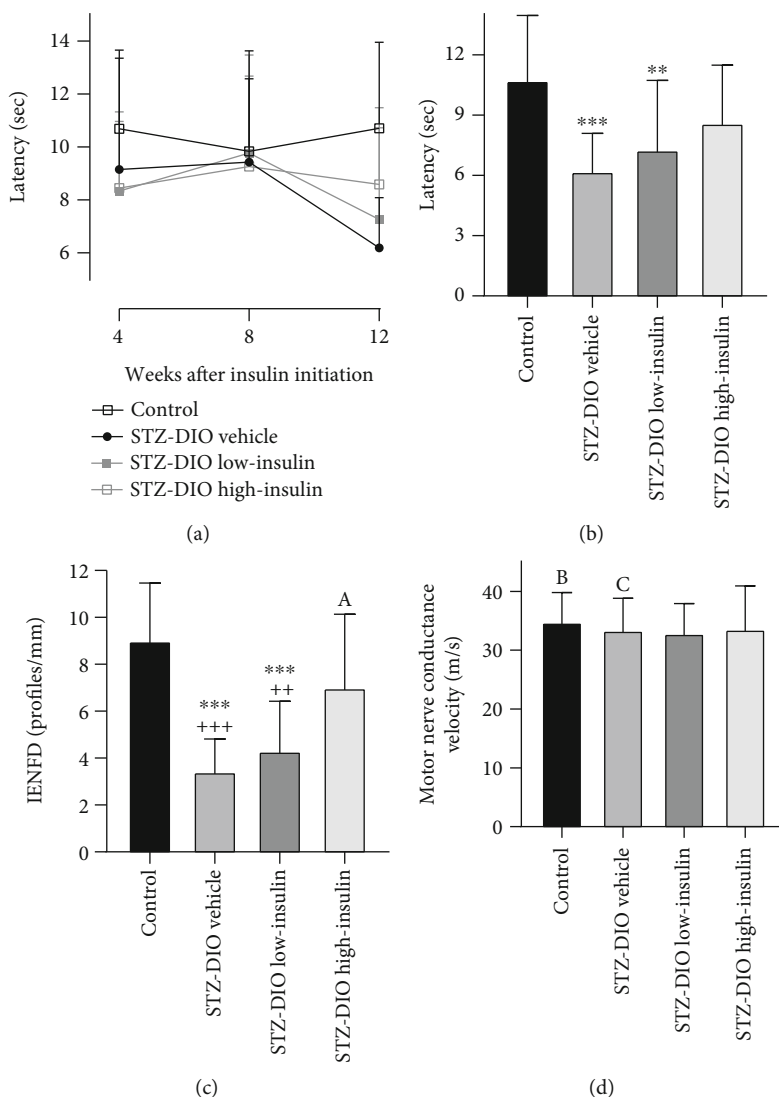 14
12
10
8
6
Latency (sec)
4
8
12
Weeks after insulin initiation
Control
STZ-DIO vehicle
STZ-DIO low-insulin
STZ-DIO high-insulin
(a)
12
9
6
3
0
Latency (sec)
***
**
Control
STZ-DIO vehicle
STZ-DIO low-insulin
STZ-DIO high-insulin
(b)
12
10
8
6
4
2
0
IENFD (profiles/mm)
***
+++
***
++
A
Control
STZ-DIO vehicle
STZ-DIO low-insulin
STZ-DIO high-insulin
(c)
40
30
20
10
0
Motor nerve conductance
velocity (m/s)
B
C
Control
STZ-DIO vehicle
STZ-DIO low-insulin
STZ-DIO high-insulin
(d)